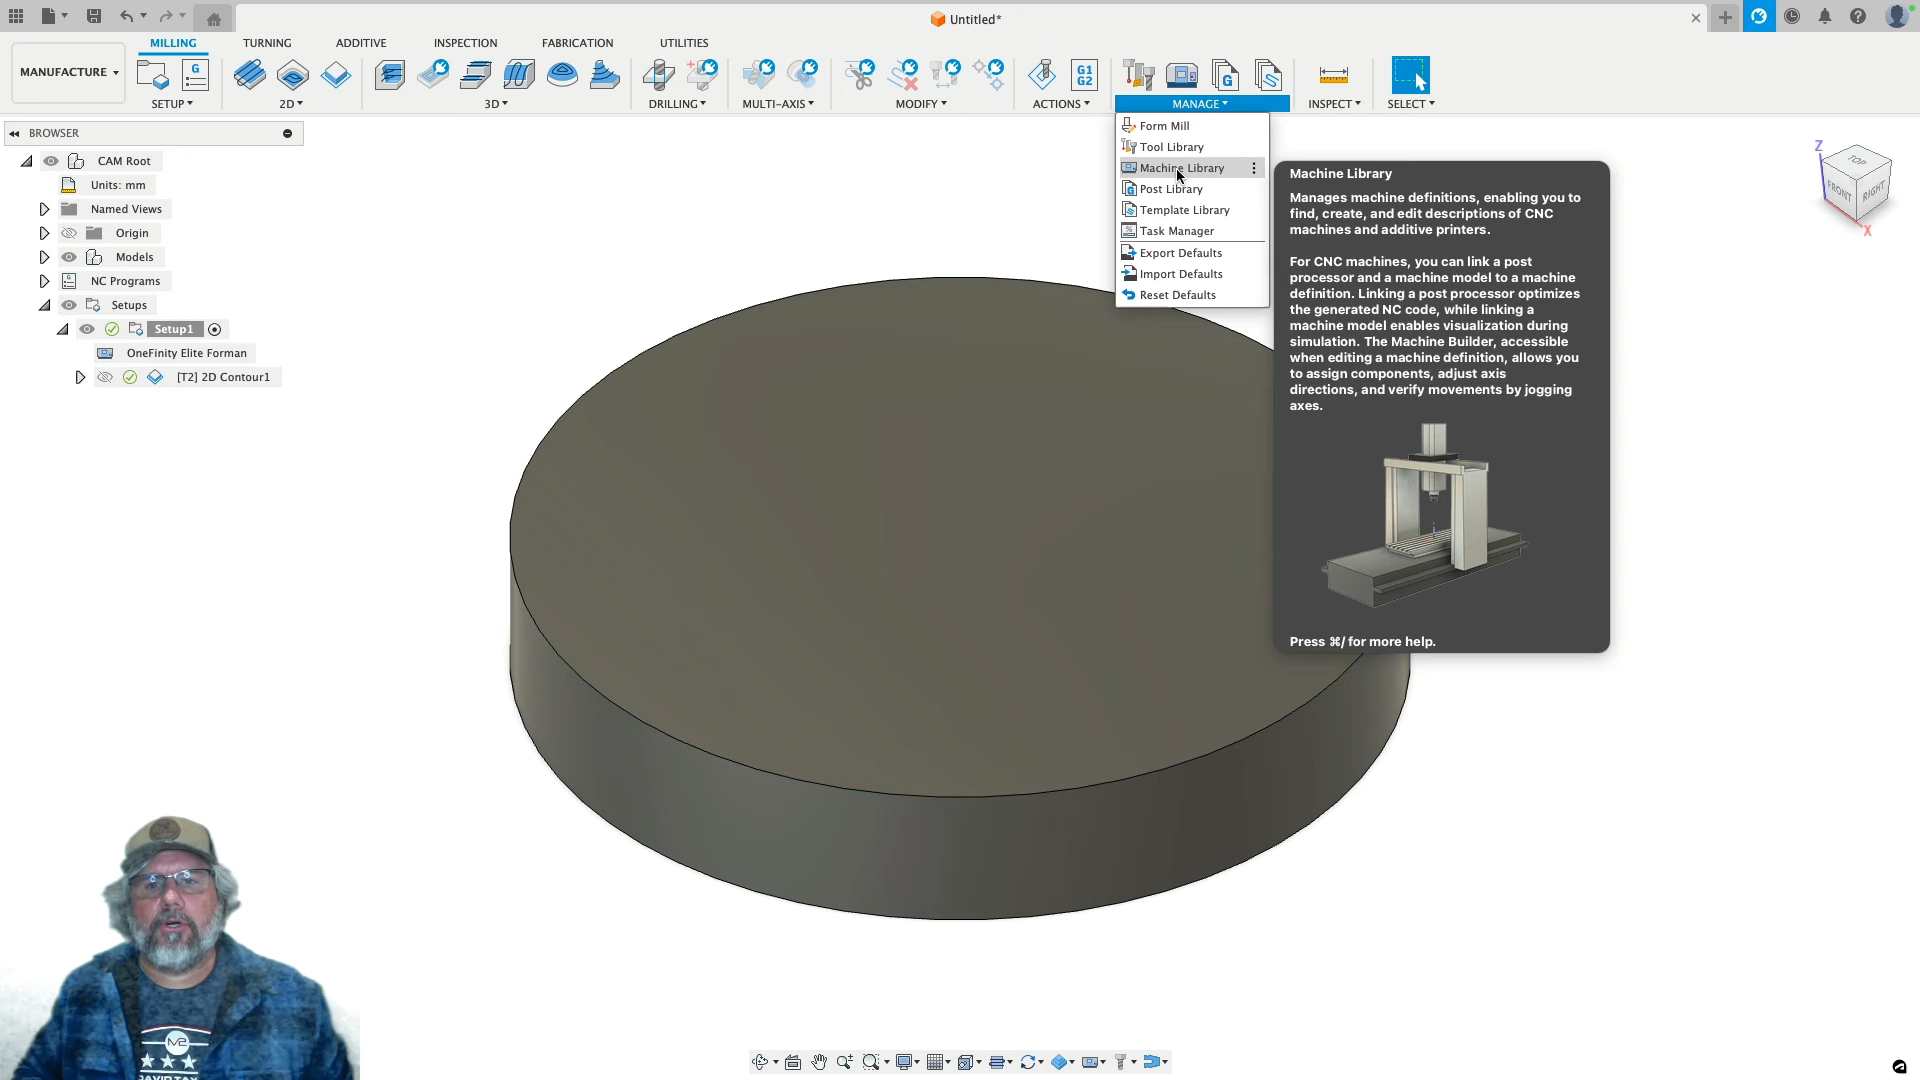 Untitled*
MILLING TURNING ADDITIVE INSPECTION FABRICATION UTILITIES
MANUFACTURE
G
G1
G2
G
SETUP 2D 3D DRILLING MULTI-AXIS MODIFY ACTIONS MANAGE INSPECT SELECT
BROWSER
CAM Root
Units: mm
Named Views
Origin
Models
NC Programs
Setups
Setup1
OneFinity Elite Forman
[T2] 2D Contour1
Form Mill
Tool Library
Machine Library
Post Library
Template Library
Task Manager
Export Defaults
Import Defaults
Reset Defaults
Machine Library
Manages machine definitions, enabling you to
find, create, and edit descriptions of CNC
machines and additive printers.
For CNC machines, you can link a post
processor and a machine model to a machine
definition. Linking a post processor optimizes
the generated NC code, while linking a
machine model enables visualization during
simulation. The Machine Builder, accessible
when editing a machine definition, allows you
to assign components, adjust axis
directions, and verify movements by jogging
axes.
Press ⌘/ for more help.
Z
TOP
FRONT RIGHT
X
M2